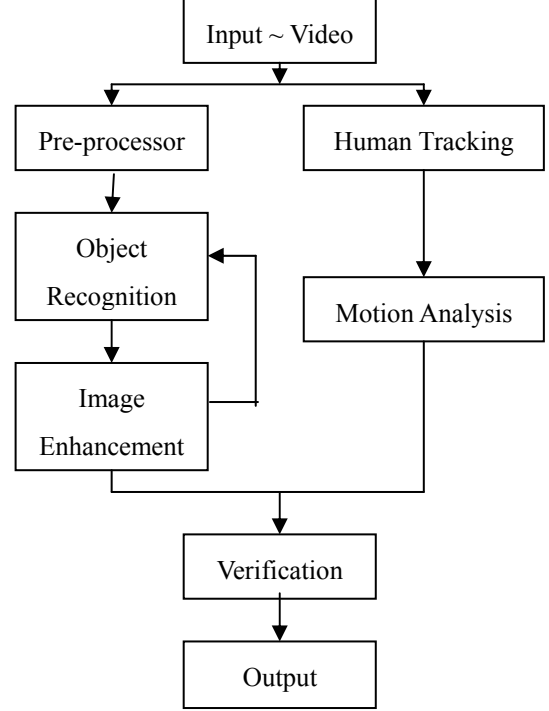 Input ~ Video
Pre-processor
Human Tracking
Object
Recognition
Motion Analysis
Image
Enhancement
Verification
Output